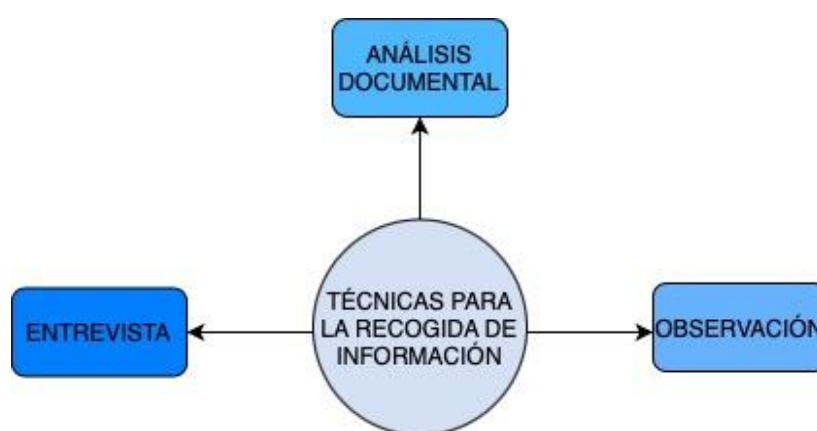 ANÁLISIS
DOCUMENTAL
TÉCNICAS PARA
LA RECOGIDA DE
INFORMACIÓN
ENTREVISTA
OBSERVACIÓN